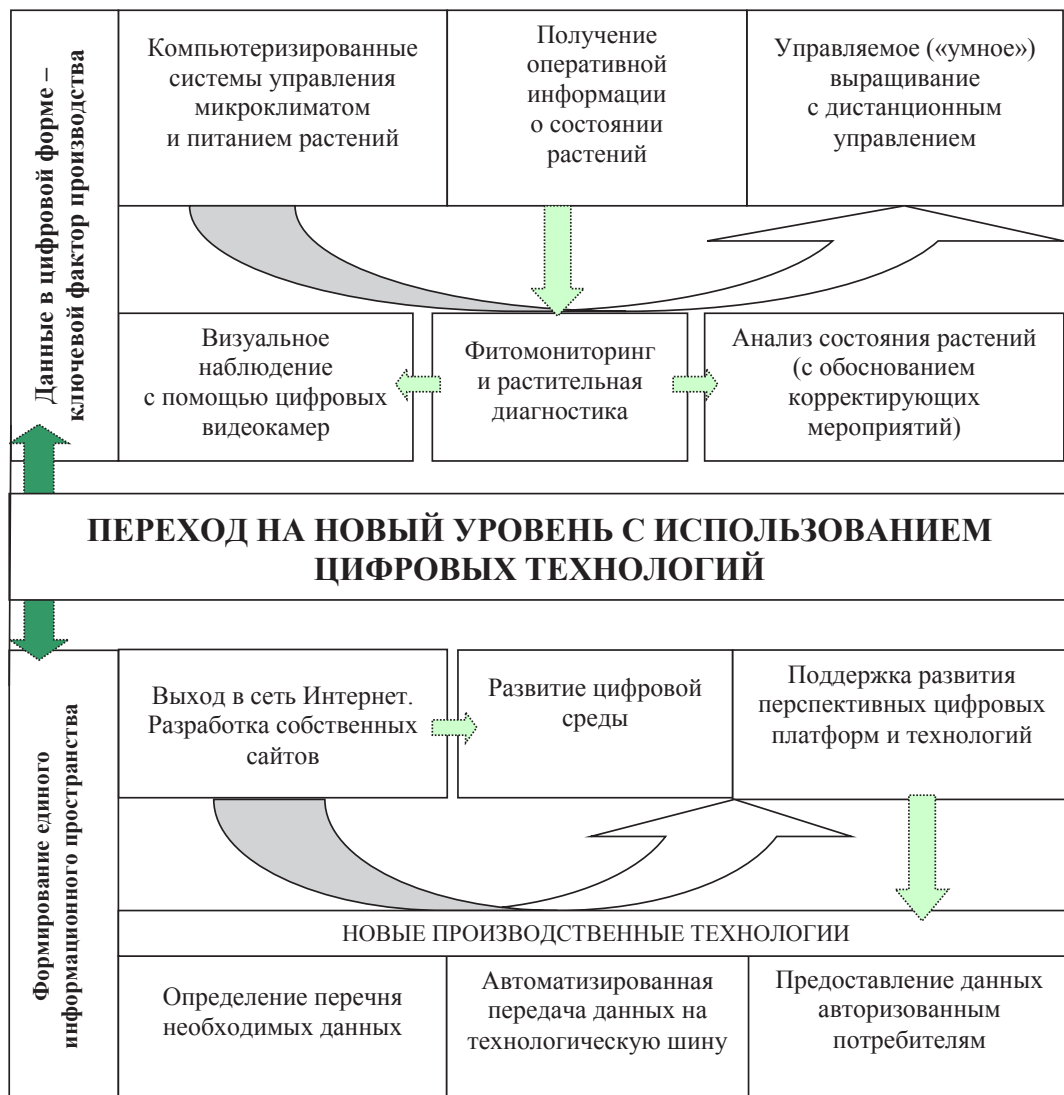 Данные в цифровой форме –
ключевой фактор производства
Компьютеризированные
системы управления
микроклиматом
и питанием растений
Получение
оперативной
информации
о состоянии
растений
Управляемое («умное»)
выращивание
с дистанционным
управлением
Визуальное
наблюдение
с помощью цифровых
видеокамер
Фитомониторинг
и растительная
диагностика
Анализ состояния растений
(с обоснованием
корректирующих
мероприятий)
ПЕРЕХОД НА НОВЫЙ УРОВЕНЬ С ИСПОЛЬЗОВАНИЕМ
ЦИФРОВЫХ ТЕХНОЛОГИЙ
Формирование единого
информационного пространства
Выход в сеть Интернет.
Разработка собственных
сайтов
Развитие цифровой
среды
Поддержка развития
перспективных цифровых
платформ и технологий
НОВЫЕ ПРОИЗВОДСТВЕННЫЕ ТЕХНОЛОГИИ
Определение перечня
необходимых данных
Автоматизированная
передача данных на
технологическую шину
Предоставление данных
авторизованным
потребителям